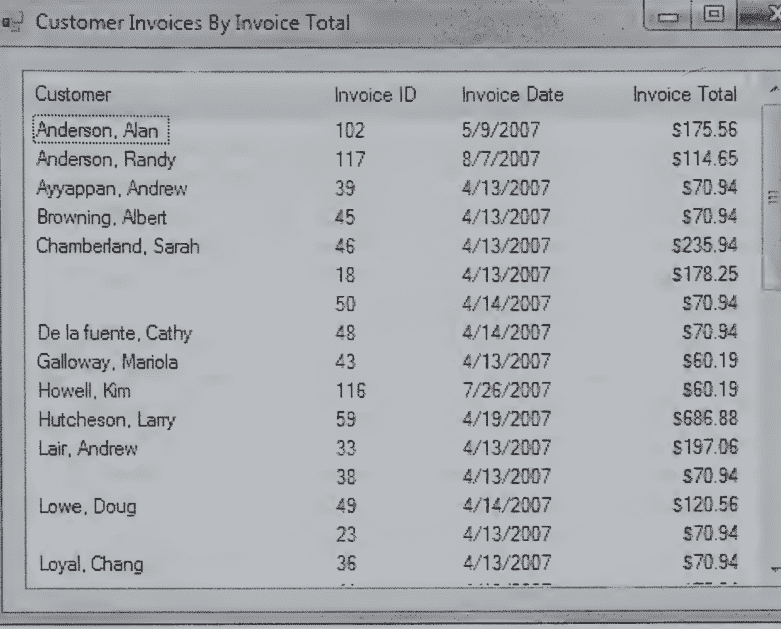 Customer Invoices By Invoice Total
Customer Invoice ID Invoice Date Invoice Total
Anderson, Alan 102 5/9/2007 $175.56
Anderson, Randy 117 8/7/2007 $114.65
Ayyappan, Andrew 39 4/13/2007 $70.94
Browning, Albert 45 4/13/2007 $70.94
Chamberland, Sarah 46 4/13/2007 $235.94
18 4/13/2007 $178.25
50 4/14/2007 $70.94
De la fuente, Cathy 48 4/14/2007 $70.94
Galloway, Mariola 43 4/13/2007 $60.19
Howell, Kim 116 7/26/2007 $60.19
Hutcheson, Larry 59 4/19/2007 $686.88
Lair, Andrew 33 4/13/2007 $197.06
38 4/13/2007 $70.94
Lowe, Doug 49 4/14/2007 $120.56
23 4/13/2007 $70.94
Loyal, Chang 36 4/13/2007 $70.94